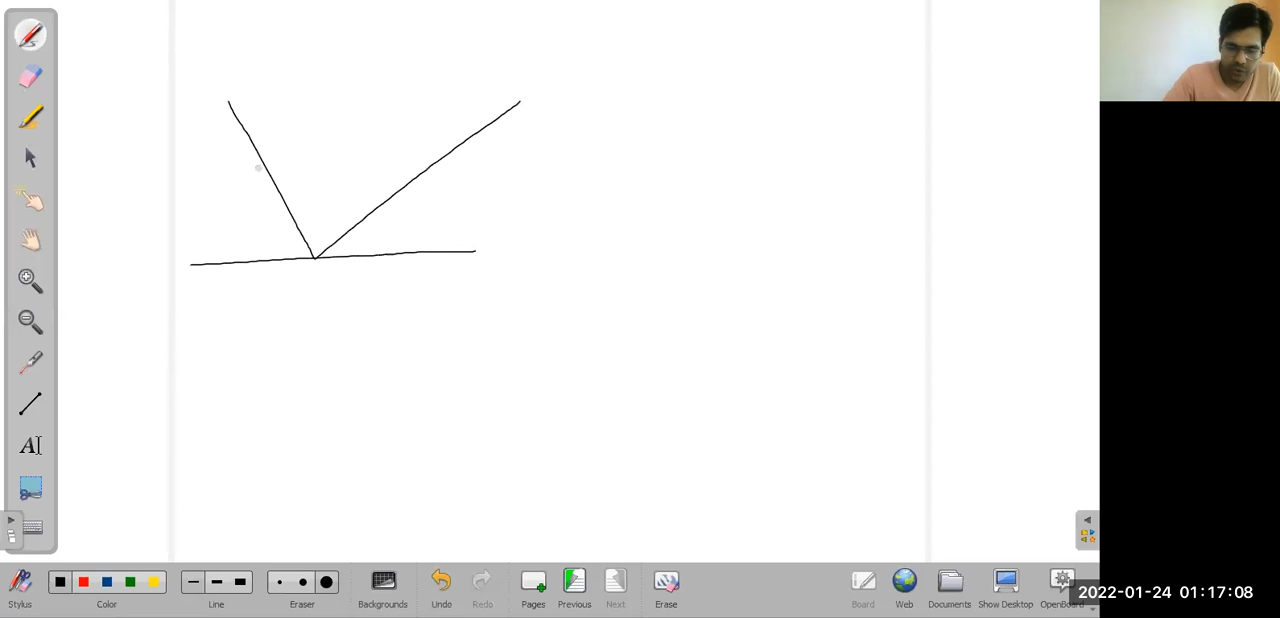 A
Stylus
Color
Line
Eraser
Backgrounds
Undo
Redo
Pages
Previous
Next
Erase
Board
Web
Documents
Show Desktop
OpenBoard
2022-01-24 01:17:08